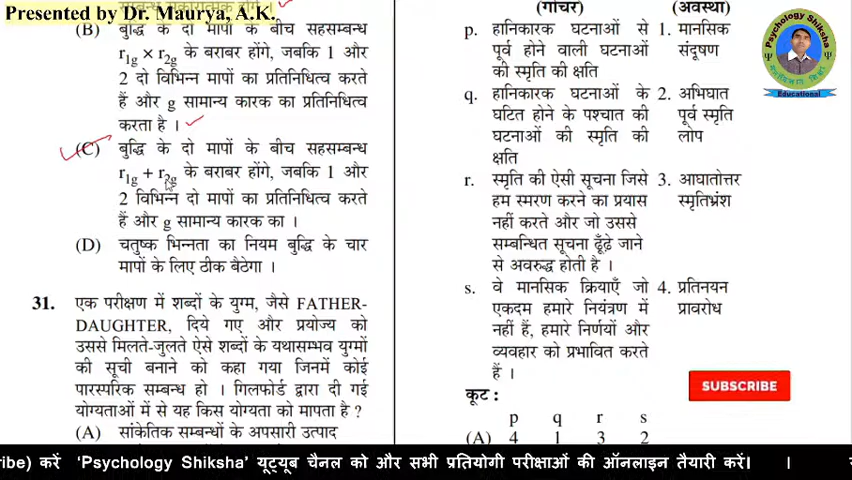 Presented by Dr. Maurya, A.K.
(B) बुद्धि के दो मापों के बीच सहसम्बन्ध
r1g × r2g के बराबर होंगे, जबकि 1 और
2 दो विभिन्न मापों का प्रतिनिधित्व करते
हैं और g सामान्य कारक का प्रतिनिधित्व
करता है ।
(C) बुद्धि के दो मापों के बीच सहसम्बन्ध
r1g + r2g के बराबर होंगे, जबकि 1 और
2 विभिन्न दो मापों का प्रतिनिधित्व करते
हैं और g सामान्य कारक का ।
(D) चतुष्क भिन्नता का नियम बुद्धि के चार
मापों के लिए ठीक बैठेगा ।
31. एक परीक्षण में शब्दों के युग्म, जैसे FATHER-
DAUGHTER, दिये गए और प्रयोज्य को
उससे मिलते-जुलते ऐसे शब्दों के यथासम्भव युग्मों
की सूची बनाने को कहा गया जिनमें कोई
पारस्परिक सम्बन्ध हो । गिलफोर्ड द्वारा दी गई
योग्यताओं में से यह किस योग्यता को मापता है ?
(A) सांकेतिक सम्बन्धों के अपसारी उत्पाद
(गोचर) (अवस्था)
p. हानिकारक घटनाओं से 1. मानसिक
पूर्व होने वाली घटनाओं संदूषण
की स्मृति की क्षति
q. हानिकारक घटनाओं के 2. अभिघात
घटित होने के पश्चात की पूर्व स्मृति
घटनाओं की स्मृति की लोप
क्षति
r. स्मृति की ऐसी सूचना जिसे 3. आघातोत्तर
हम स्मरण करने का प्रयास स्मृतिभ्रंश
नहीं करते और जो उससे
सम्बन्धित सूचना ढूँढ़े जाने
से अवरुद्ध होती है ।
s. वे मानसिक क्रियाएँ जो 4. प्रतिनयन
एकदम हमारे नियंत्रण में प्रावरोध
नहीं हैं, हमारे निर्णयों और
व्यवहार को प्रभावित करते
हैं ।
कूट :
p q r s
(A) 4 1 3 2
Psychology Shiksha
Educational
SUBSCRIBE
ribe) करें 'Psychology Shiksha' यूट्यूब चैनल को और सभी प्रतियोगी परीक्षाओं की ऑनलाइन तैयारी करें। ।